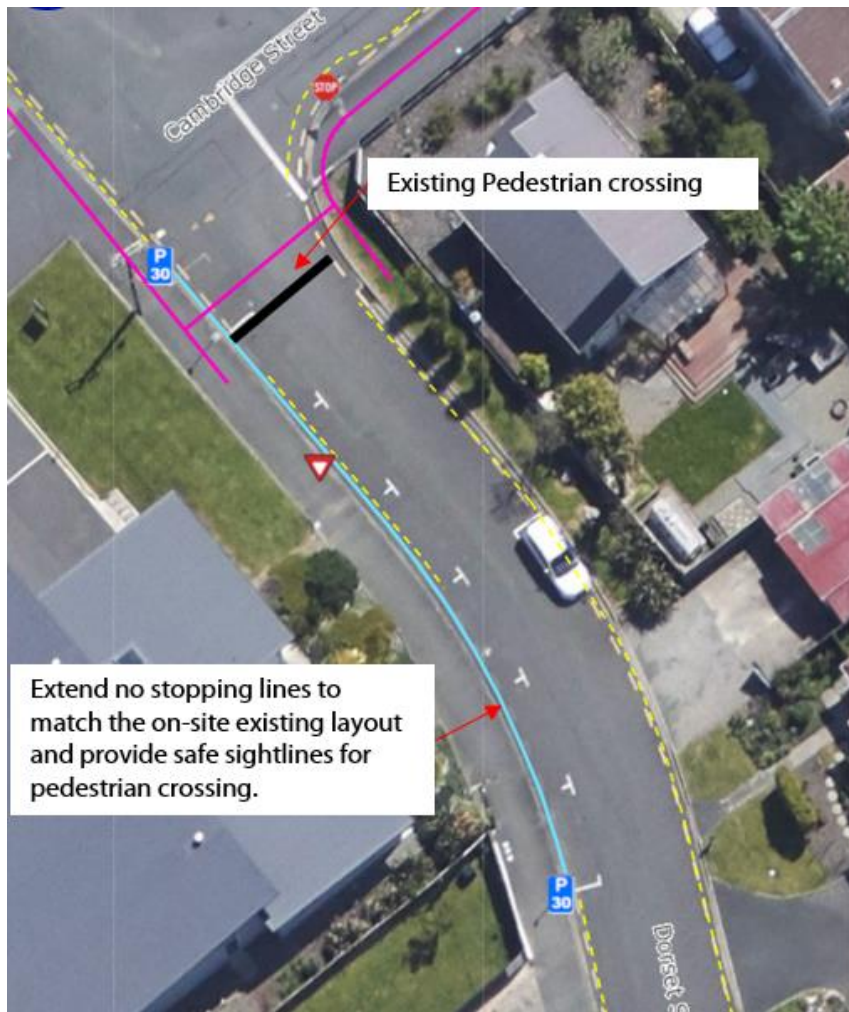 Cambridge Street
STOP
Existing Pedestrian crossing
P
30
Extend no stopping lines to
match the on-site existing layout
and provide safe sightlines for
pedestrian crossing.
P
30
Dorset S